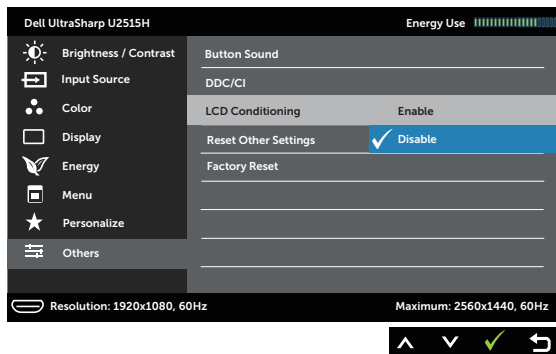 Dell UltraSharp U2515H Energy Use
Brightness / Contrast Button Sound
Input Source DDC/CI
Color LCD Conditioning Enable
Display Reset Other Settings Disable
Energy Factory Reset
Menu
Personalize
Others
Resolution: 1920x1080, 60Hz Maximum: 2560x1440, 60Hz